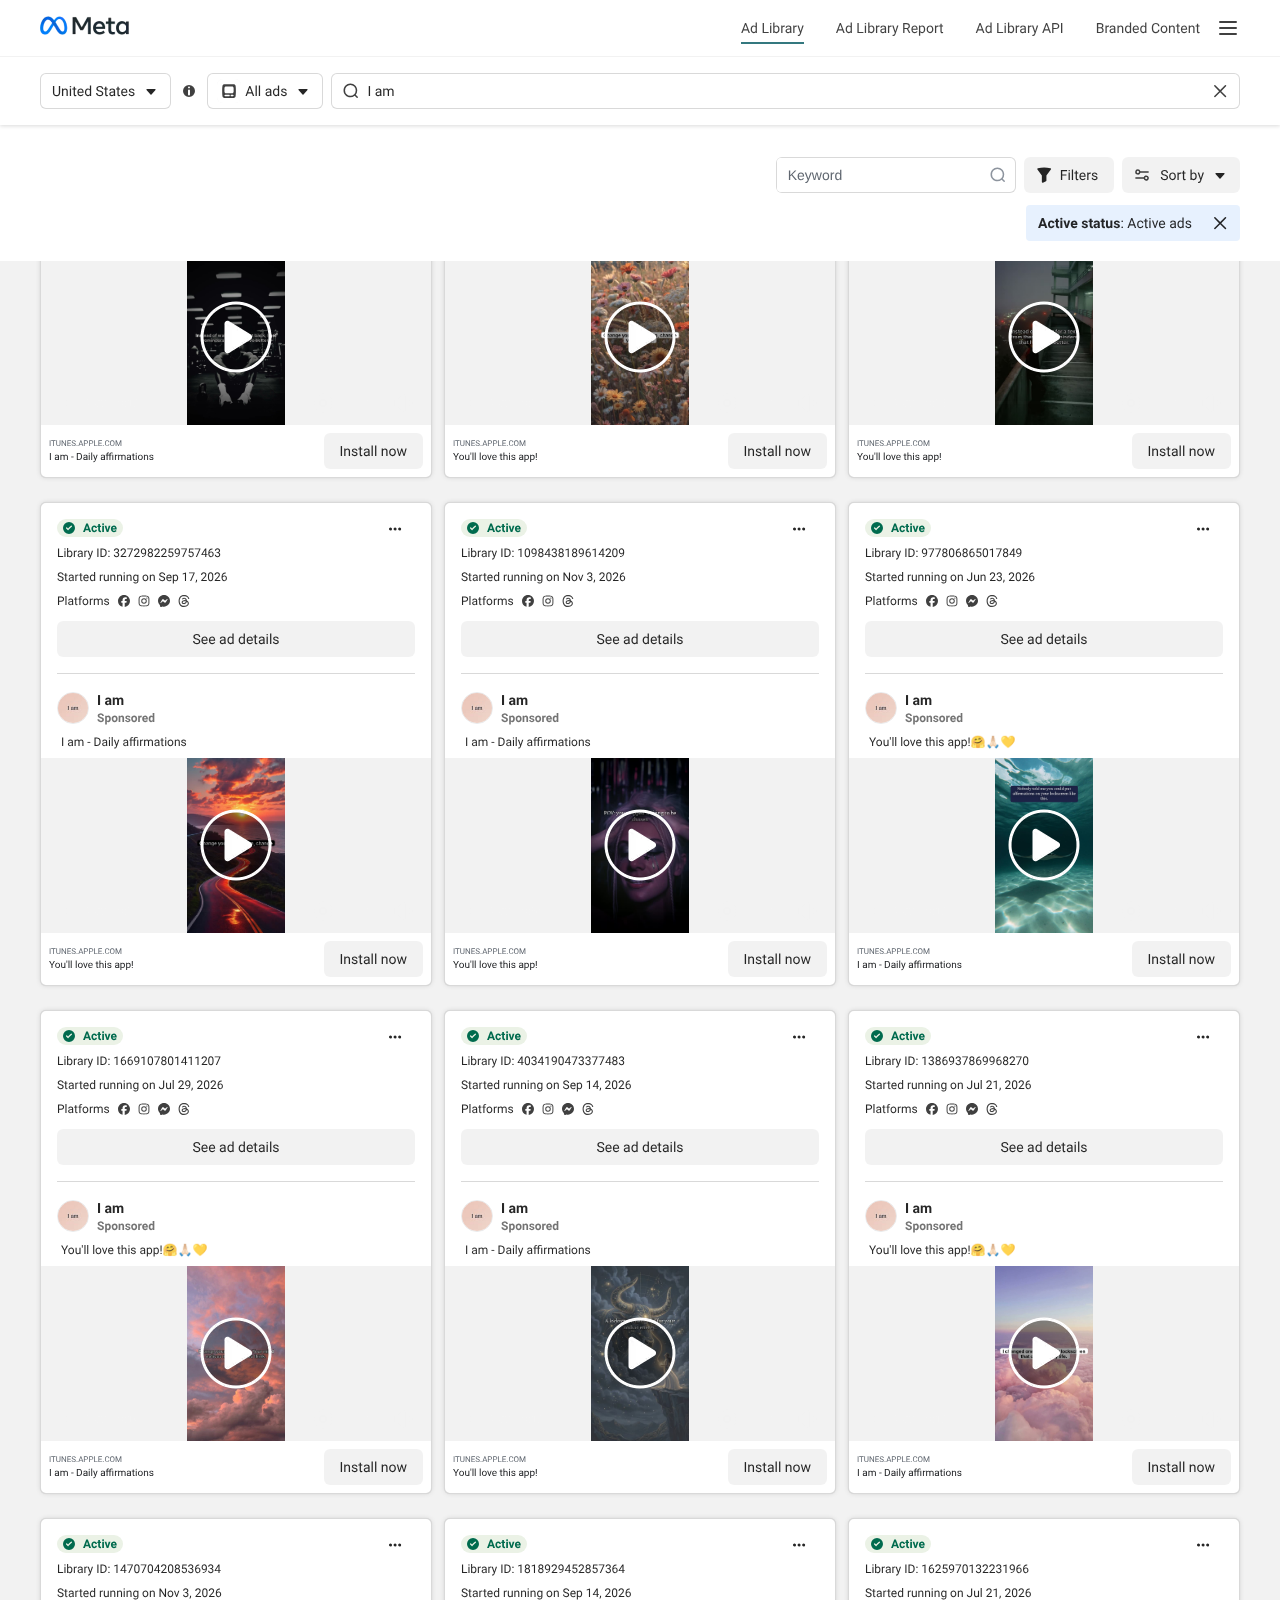 Meta
Ad Library
Ad Library Report
Ad Library API
Branded Content
United States
All ads
I am
Keyword
Filters
Sort by
Active status: Active ads
ITUNES.APPLE.COM
I am - Daily affirmations
Install now
ITUNES.APPLE.COM
You'll love this app!
Install now
ITUNES.APPLE.COM
You'll love this app!
Install now
Active
Library ID: 3272982259757463
Started running on Sep 17, 2026
Platforms
See ad details
I am
I am
Sponsored
I am - Daily affirmations
ITUNES.APPLE.COM
You'll love this app!
Install now
Active
Library ID: 1098438189614209
Started running on Nov 3, 2026
Platforms
See ad details
I am
I am
Sponsored
I am - Daily affirmations
ITUNES.APPLE.COM
You'll love this app!
Install now
Active
Library ID: 977806865017849
Started running on Jun 23, 2026
Platforms
See ad details
I am
I am
Sponsored
You'll love this app!🤗🙏🏻💛
ITUNES.APPLE.COM
I am - Daily affirmations
Install now
Active
Library ID: 1669107801411207
Started running on Jul 29, 2026
Platforms
See ad details
I am
I am
Sponsored
You'll love this app!🤗🙏🏻💛
ITUNES.APPLE.COM
I am - Daily affirmations
Install now
Active
Library ID: 4034190473377483
Started running on Sep 14, 2026
Platforms
See ad details
I am
I am
Sponsored
I am - Daily affirmations
ITUNES.APPLE.COM
You'll love this app!
Install now
Active
Library ID: 1386937869968270
Started running on Jul 21, 2026
Platforms
See ad details
I am
I am
Sponsored
You'll love this app!🤗🙏🏻💛
ITUNES.APPLE.COM
I am - Daily affirmations
Install now
Active
Library ID: 1470704208536934
Started running on Nov 3, 2026
Active
Library ID: 1818929452857364
Started running on Sep 14, 2026
Active
Library ID: 1625970132231966
Started running on Jul 21, 2026